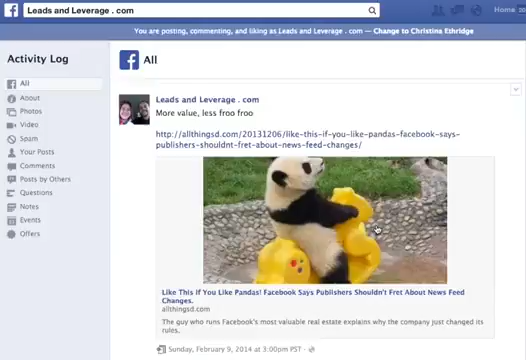 Leads and Leverage . com
Home
You are posting, commenting, and liking as Leads and Leverage . com — Change to Christina Ethridge
Activity Log
All
About
Photos
Video
Spam
Your Posts
Comments
Posts by Others
Questions
Notes
Events
Offers
All
Leads and Leverage . com
More value, less froo froo
http://allthingsd.com/20131206/like-this-if-you-like-pandas-facebook-says-
publishers-shouldnt-fret-about-news-feed-changes/
Like This If You Like Pandas! Facebook Says Publishers Shouldn't Fret About News Feed
Changes.
allthingsd.com
The guy who runs Facebook's most valuable real estate explains why the company just changed its
rules.
Sunday, February 9, 2014 at 3:00pm PST ·